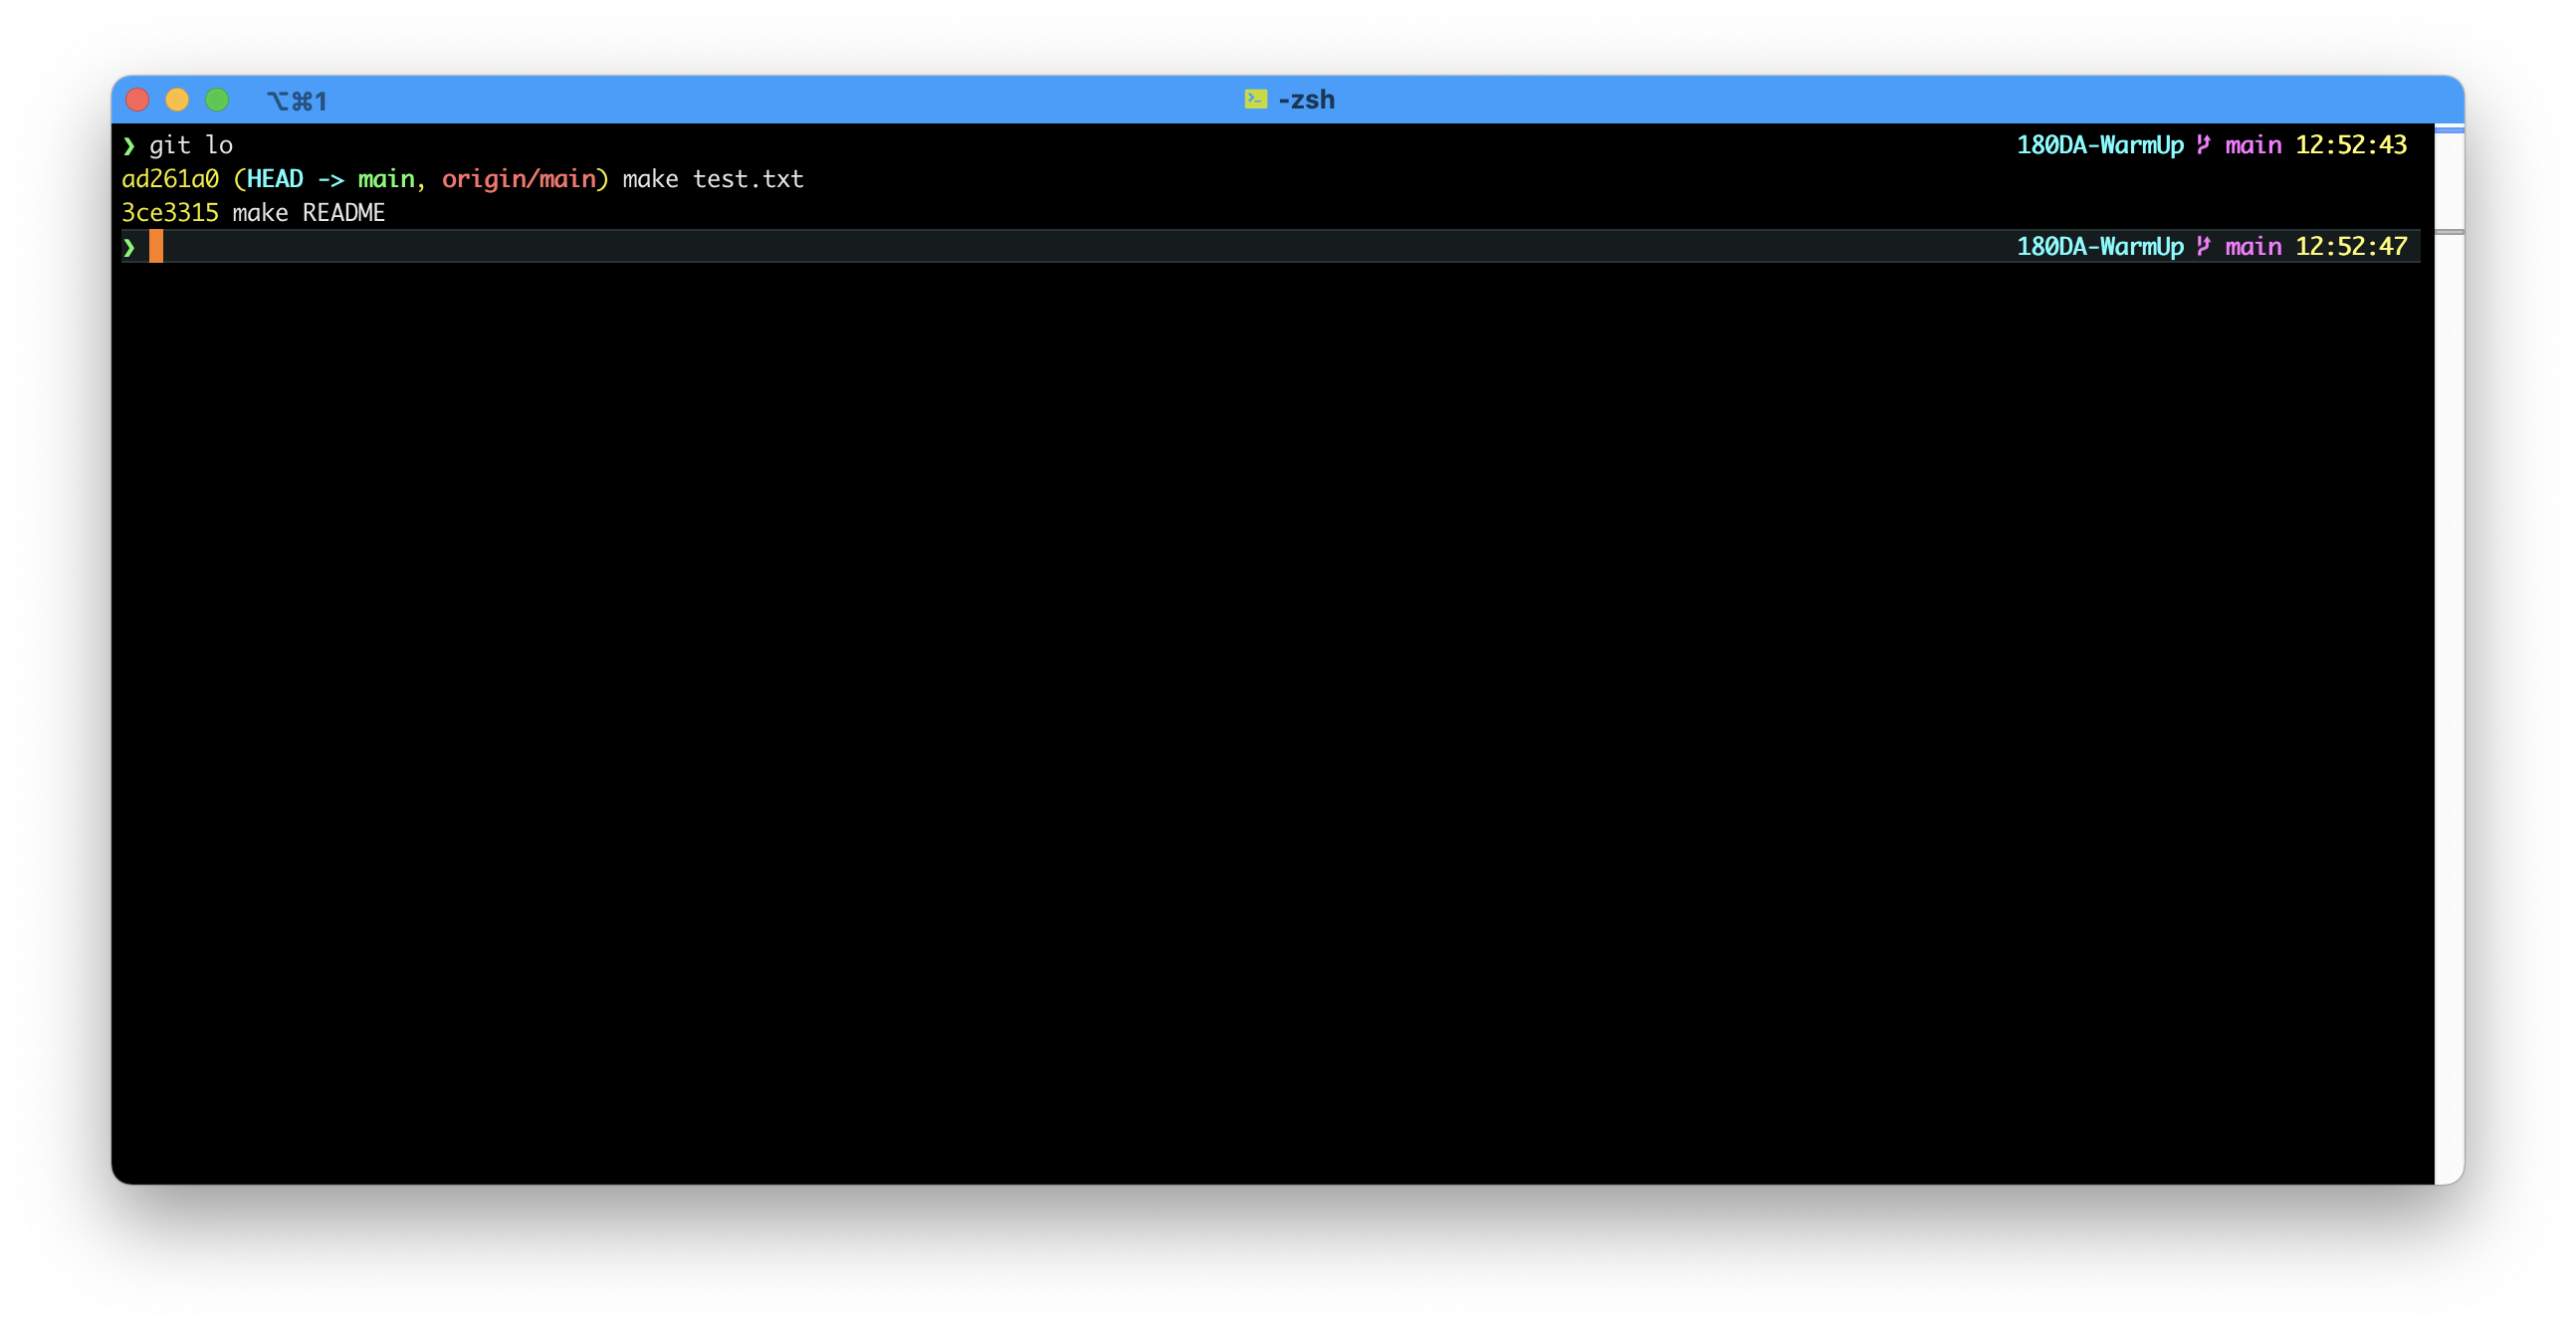 ⌥⌘1 -zsh
❯ git lo 180DA-WarmUp main 12:52:43
ad261a0 (HEAD -> main, origin/main) make test.txt
3ce3315 make README
❯ 180DA-WarmUp main 12:52:47